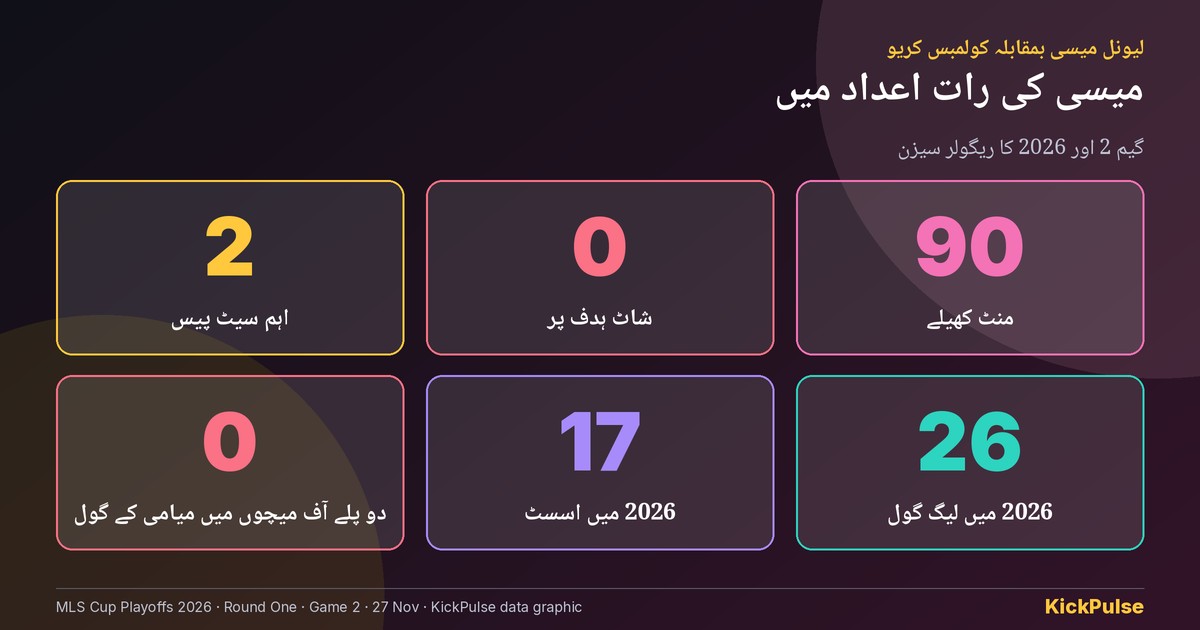 لیونل میسی بمقابلہ کولمبس کریو
میسی کی رات اعداد میں
گیم 2 اور 2026 کا ریگولر سیزن
90
منٹ کھیلے
0
شاٹ ہدف پر
2
اہم سیٹ پیس
26
2026 میں لیگ گول
17
2026 میں اسسٹ
0
دو پلے آف میچوں میں میامی کے گول
MLS Cup Playoffs 2026 · Round One · Game 2 · 27 Nov · KickPulse data graphic
KickPulse